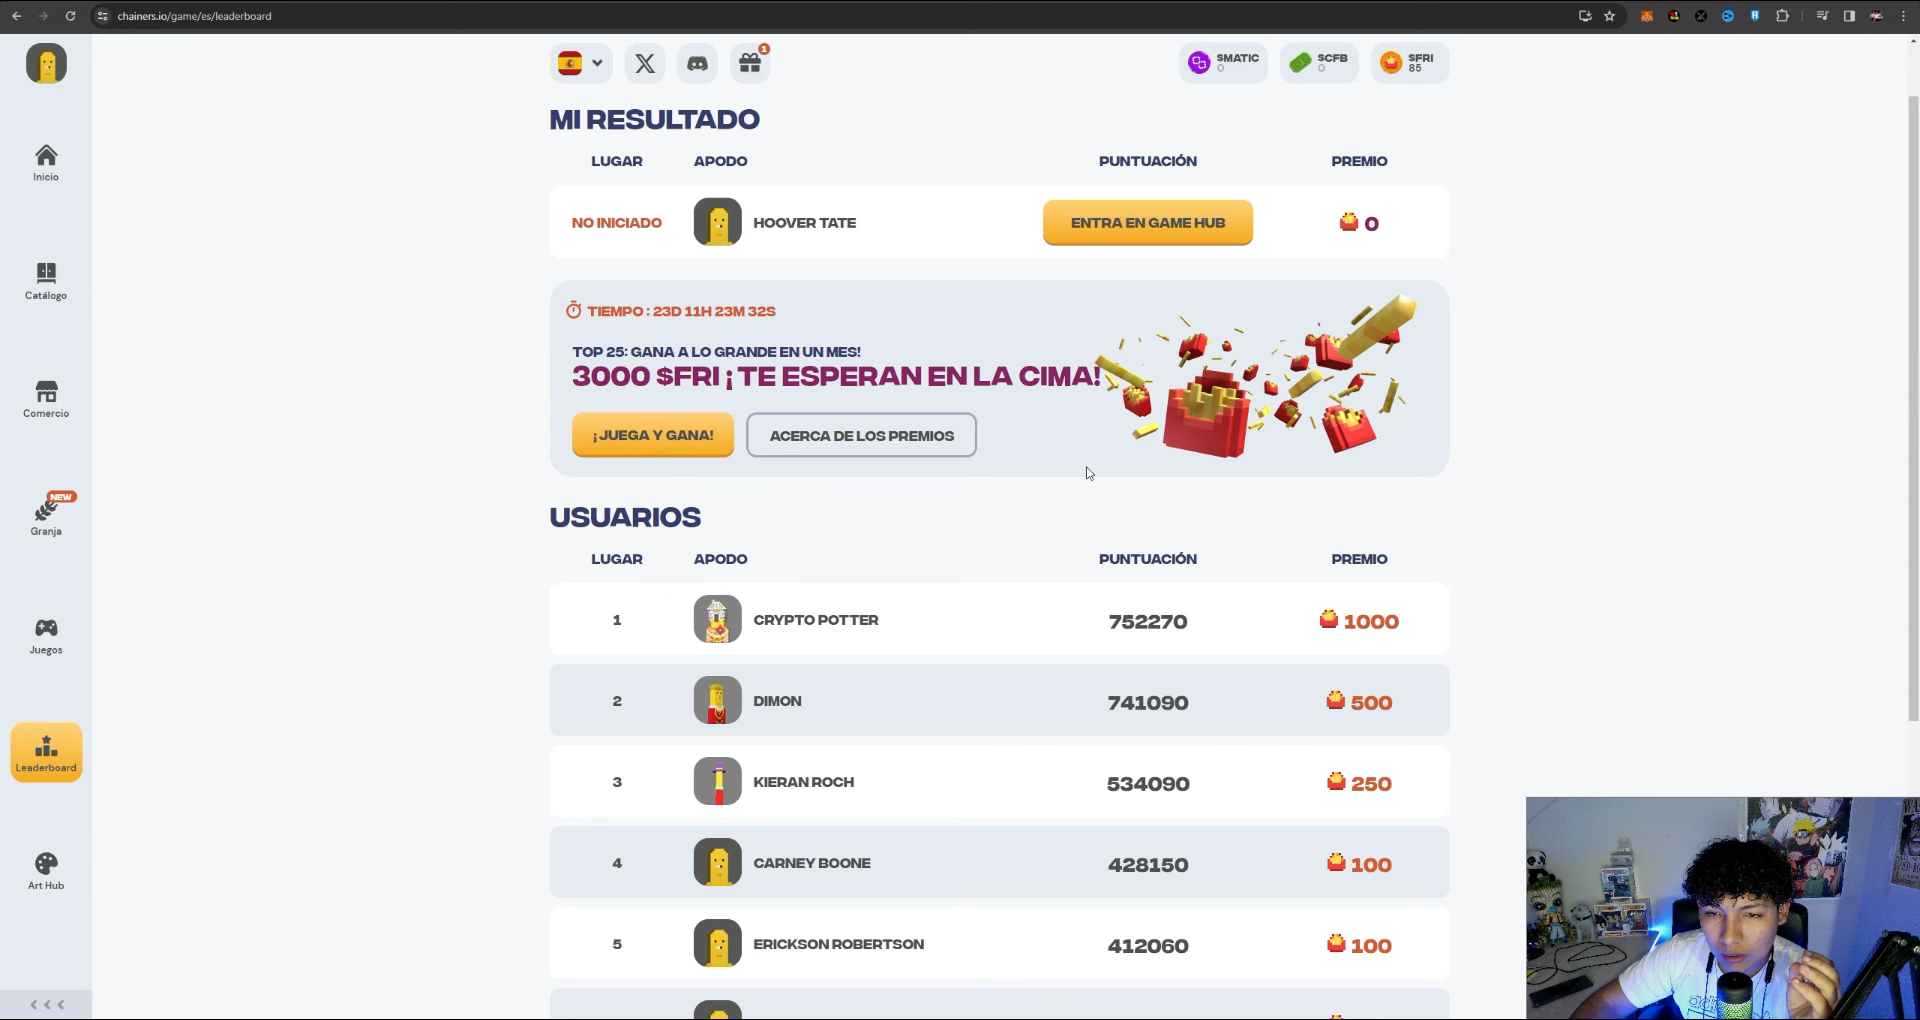 chainers.io/game/es/leaderboard
1
$MATIC
0
$CFB
0
$FRI
85
MI RESULTADO
LUGAR APODO PUNTUACIÓN PREMIO
NO INICIADO HOOVER TATE ENTRA EN GAME HUB 0
TIEMPO : 23D 11H 23M 32S
TOP 25: GANA A LO GRANDE EN UN MES!
3000 $FRI ¡ TE ESPERAN EN LA CIMA!
¡JUEGA Y GANA! ACERCA DE LOS PREMIOS
USUARIOS
LUGAR APODO PUNTUACIÓN PREMIO
1 CRYPTO POTTER 752270 1000
2 DIMON 741090 500
3 KIERAN ROCH 534090 250
4 CARNEY BOONE 428150 100
5 ERICKSON ROBERTSON 412060 100
Inicio
Catálogo
Comercio
NEW
Granja
Juegos
Leaderboard
Art Hub